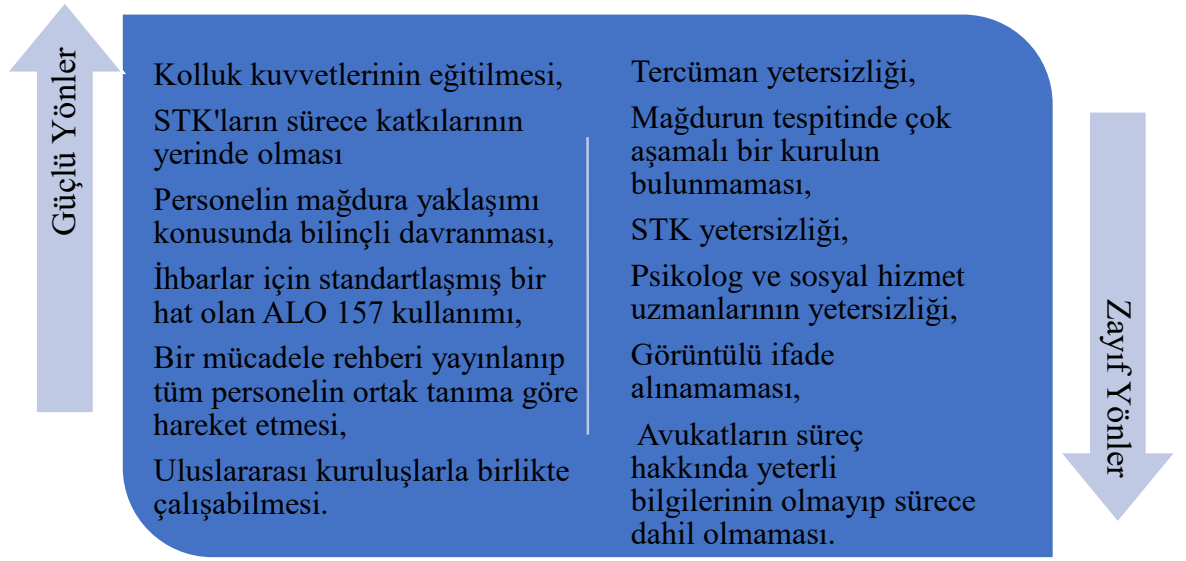 Güçlü Yönler
Kolluk kuvvetlerinin eğitilmesi,
STK'ların sürece katkılarının
yerinde olması
Personelin mağdura yaklaşımı
konusunda bilinçli davranması,
İhbarlar için standartlaşmış bir
hat olan ALO 157 kullanımı,
Bir mücadele rehberi yayınlanıp
tüm personelin ortak tanıma göre
hareket etmesi,
Uluslararası kuruluşlarla birlikte
çalışabilmesi.
Tercüman yetersizliği,
Mağdurun tespitinde çok
aşamalı bir kurulun
bulunmaması,
STK yetersizliği,
Psikolog ve sosyal hizmet
uzmanlarının yetersizliği,
Görüntülü ifade
alınamaması,
Avukatların süreç
hakkında yeterli
bilgilerinin olmayıp sürece
dahil olmaması.
Zayıf Yönler